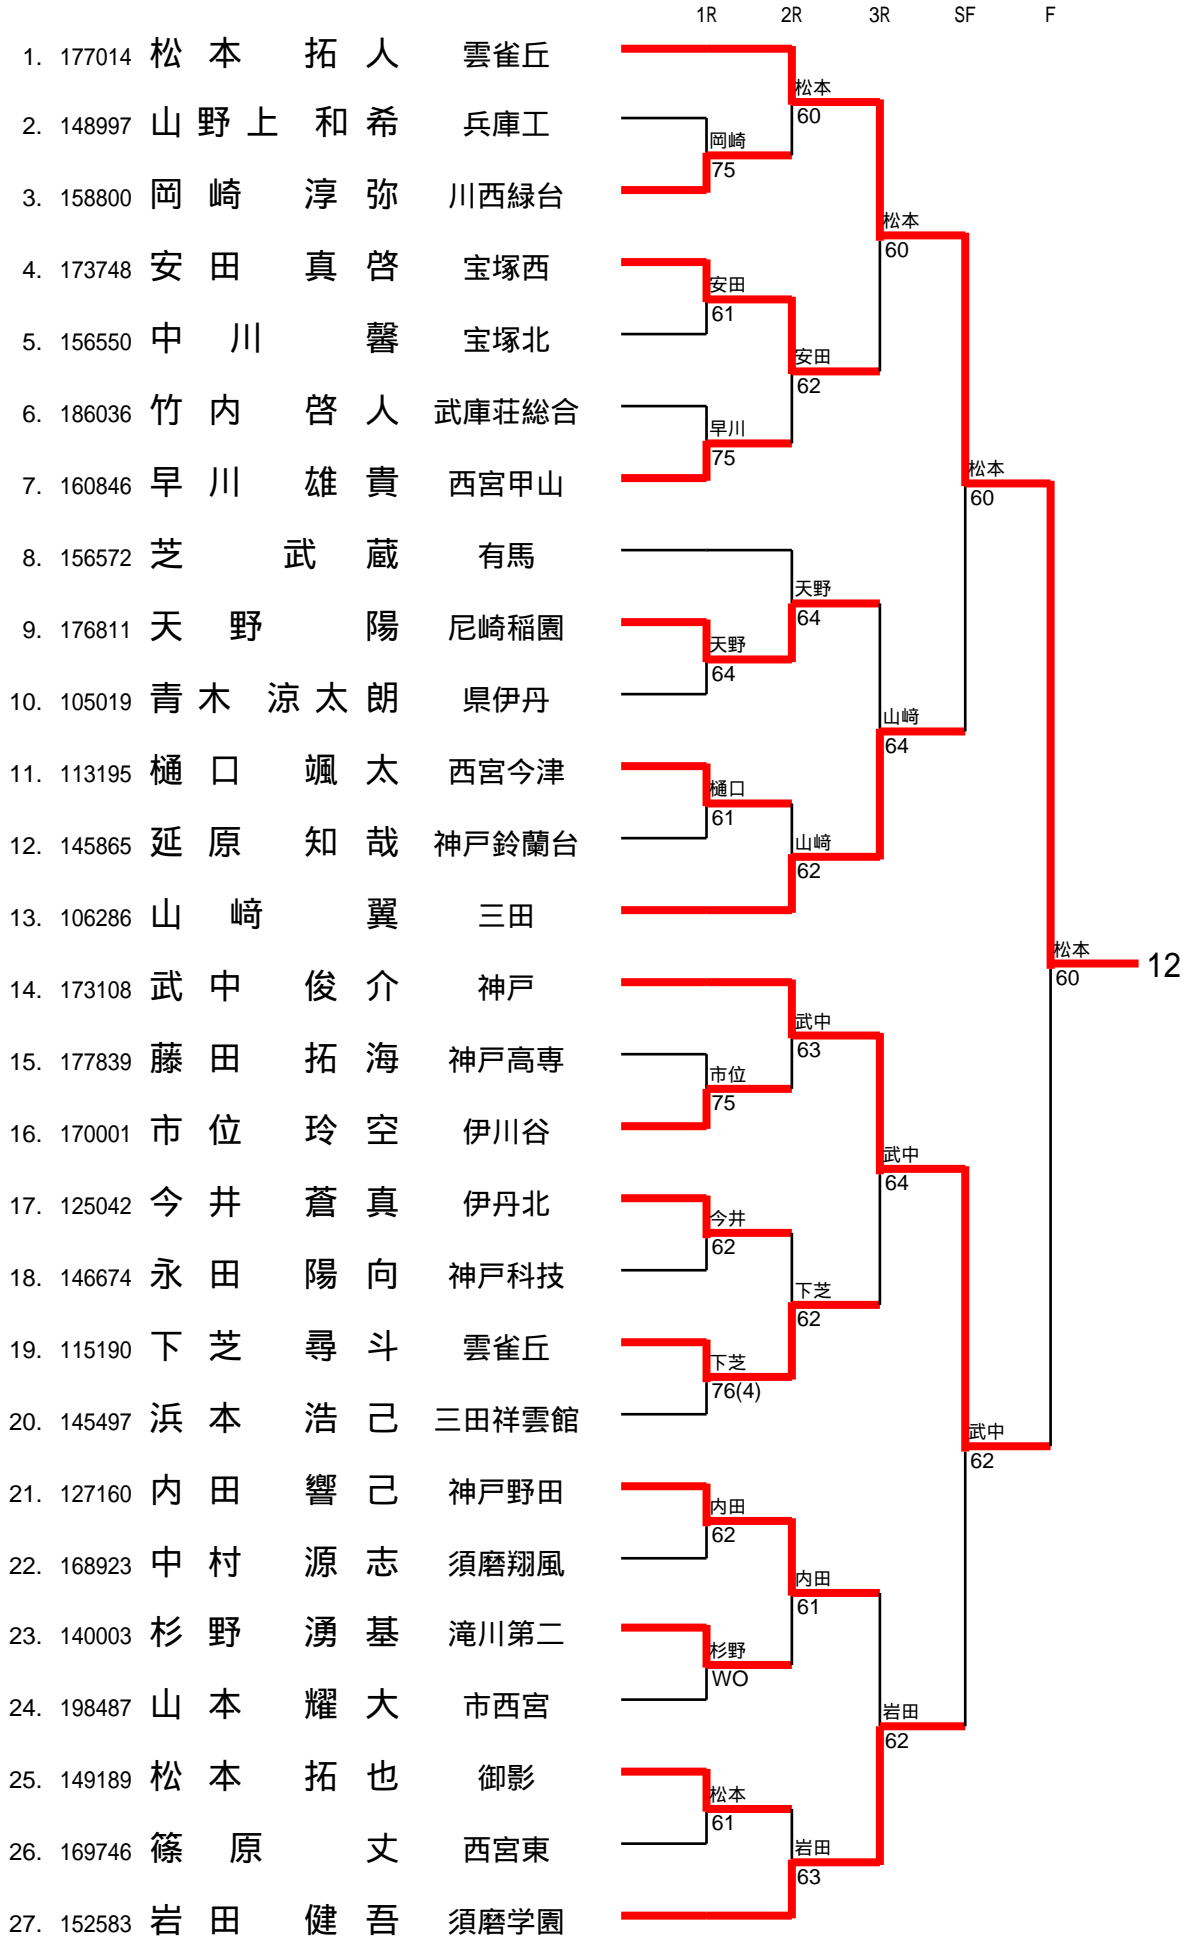 1R 2R 3R SF F
1. 177014 松本 拓人 雲雀丘
松本
2. 148997 山野上 和希 兵庫工
60
岡崎
75
3. 158800 岡崎 淳弥 川西緑台
松本
60
4. 173748 安田 真啓 宝塚西
安田
61
5. 156550 中川 馨 宝塚北
安田
62
6. 186036 竹内 啓人 武庫荘総合
早川
75
7. 160846 早川 雄貴 西宮甲山
松本
60
8. 156572 芝 武蔵 有馬
天野
64
9. 176811 天野 陽 尼崎稲園
天野
64
10. 105019 青木 涼太朗 県伊丹
山﨑
64
11. 113195 樋口 颯太 西宮今津
樋口
61
12. 145865 延原 知哉 神戸鈴蘭台
山﨑
62
13. 106286 山﨑 翼 三田
松本
60
12
14. 173108 武中 俊介 神戸
武中
63
15. 177839 藤田 拓海 神戸高専
市位
75
16. 170001 市位 玲空 伊川谷
武中
64
17. 125042 今井 蒼真 伊丹北
今井
62
18. 146674 永田 陽向 神戸科技
下芝
62
19. 115190 下芝 尋斗 雲雀丘
下芝
76(4)
20. 145497 浜本 浩己 三田祥雲館
武中
62
21. 127160 内田 響己 神戸野田
内田
62
22. 168923 中村 源志 須磨翔風
内田
61
23. 140003 杉野 湧基 滝川第二
杉野
WO
24. 198487 山本 耀大 市西宮
岩田
62
25. 149189 松本 拓也 御影
松本
61
26. 169746 篠原 丈 西宮東
岩田
63
27. 152583 岩田 健吾 須磨学園